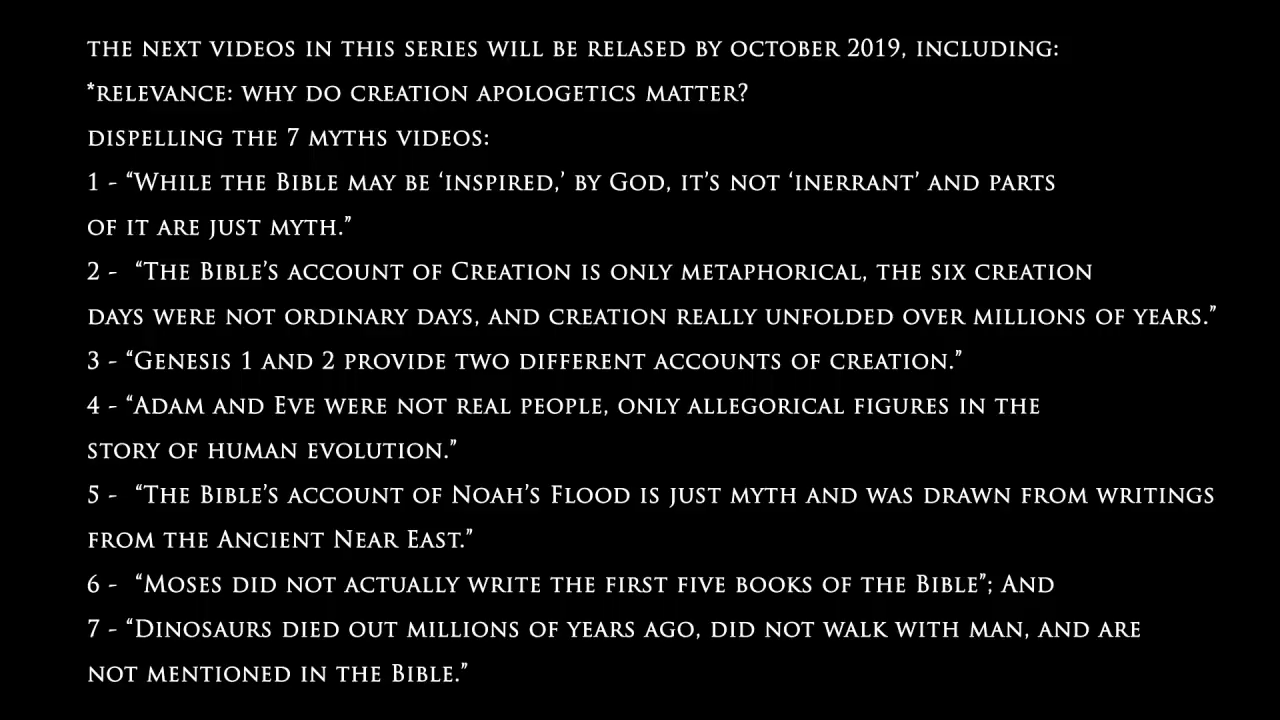 THE NEXT VIDEOS IN THIS SERIES WILL BE RELASED BY OCTOBER 2019, INCLUDING:
*RELEVANCE: WHY DO CREATION APOLOGETICS MATTER?
DISPELLING THE 7 MYTHS VIDEOS:
1 - “WHILE THE BIBLE MAY BE ‘INSPIRED,’ BY GOD, IT’S NOT ‘INERRANT’ AND PARTS
OF IT ARE JUST MYTH.”
2 -  “THE BIBLE’S ACCOUNT OF CREATION IS ONLY METAPHORICAL, THE SIX CREATION
DAYS WERE NOT ORDINARY DAYS, AND CREATION REALLY UNFOLDED OVER MILLIONS OF YEARS.”
3 - “GENESIS 1 AND 2 PROVIDE TWO DIFFERENT ACCOUNTS OF CREATION.”
4 - “ADAM AND EVE WERE NOT REAL PEOPLE, ONLY ALLEGORICAL FIGURES IN THE
STORY OF HUMAN EVOLUTION.”
5 -  “THE BIBLE’S ACCOUNT OF NOAH’S FLOOD IS JUST MYTH AND WAS DRAWN FROM WRITINGS
FROM THE ANCIENT NEAR EAST.”
6 -  “MOSES DID NOT ACTUALLY WRITE THE FIRST FIVE BOOKS OF THE BIBLE”; AND
7 - “DINOSAURS DIED OUT MILLIONS OF YEARS AGO, DID NOT WALK WITH MAN, AND ARE
NOT MENTIONED IN THE BIBLE.”